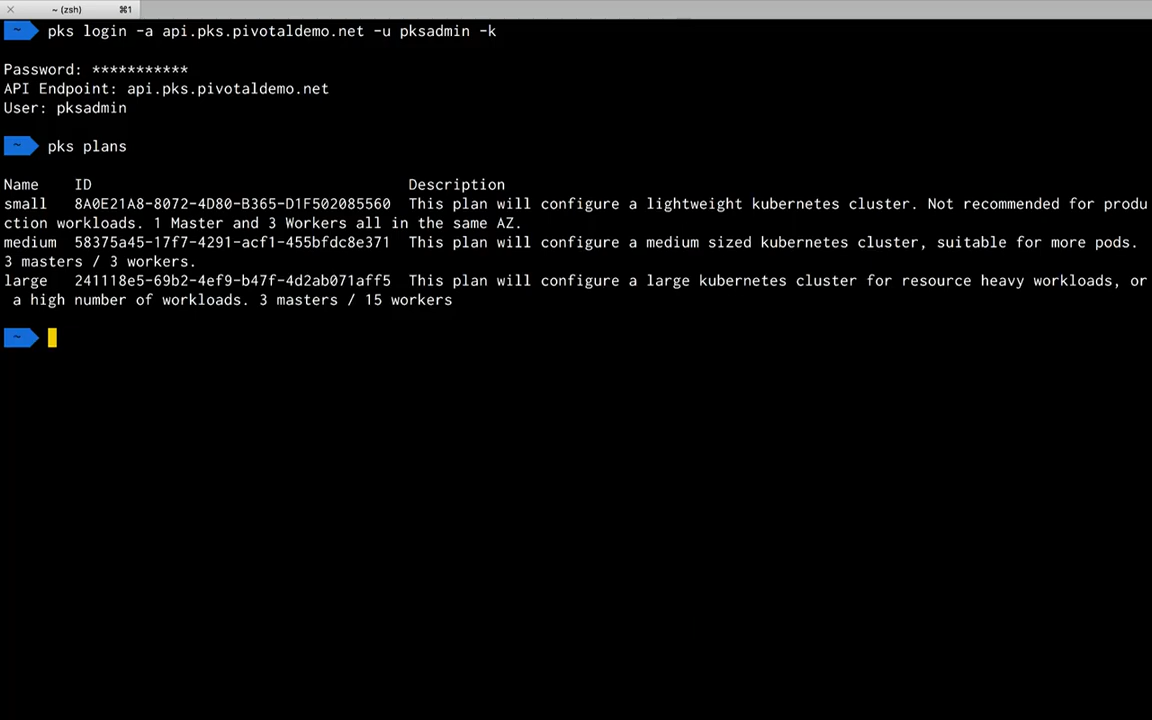 ~ (zsh) ⌘1
~ pks login -a api.pks.pivotaldemo.net -u pksadmin -k
Password: ***********
API Endpoint: api.pks.pivotaldemo.net
User: pksadmin
~ pks plans
Name ID Description
small 8A0E21A8-8072-4D80-B365-D1F502085560 This plan will configure a lightweight kubernetes cluster. Not recommended for produ
ction workloads. 1 Master and 3 Workers all in the same AZ.
medium 58375a45-17f7-4291-acf1-455bfdc8e371 This plan will configure a medium sized kubernetes cluster, suitable for more pods.
3 masters / 3 workers.
large 241118e5-69b2-4ef9-b47f-4d2ab071aff5 This plan will configure a large kubernetes cluster for resource heavy workloads, or
a high number of workloads. 3 masters / 15 workers
~